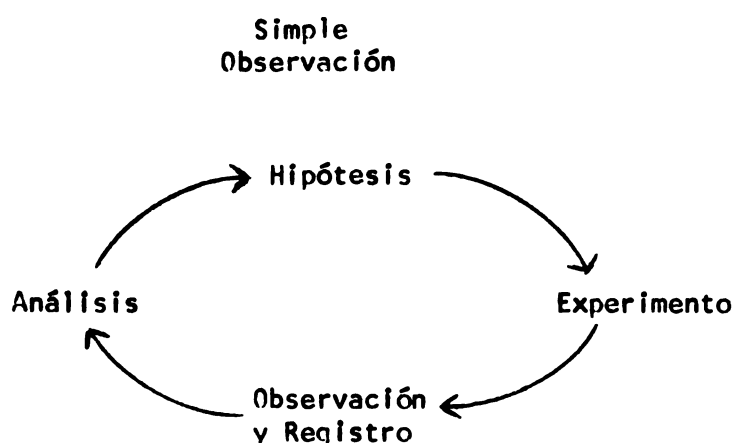 Simple
Observación
Hipótesis
Análisis
Experimento
Observación
y Registro